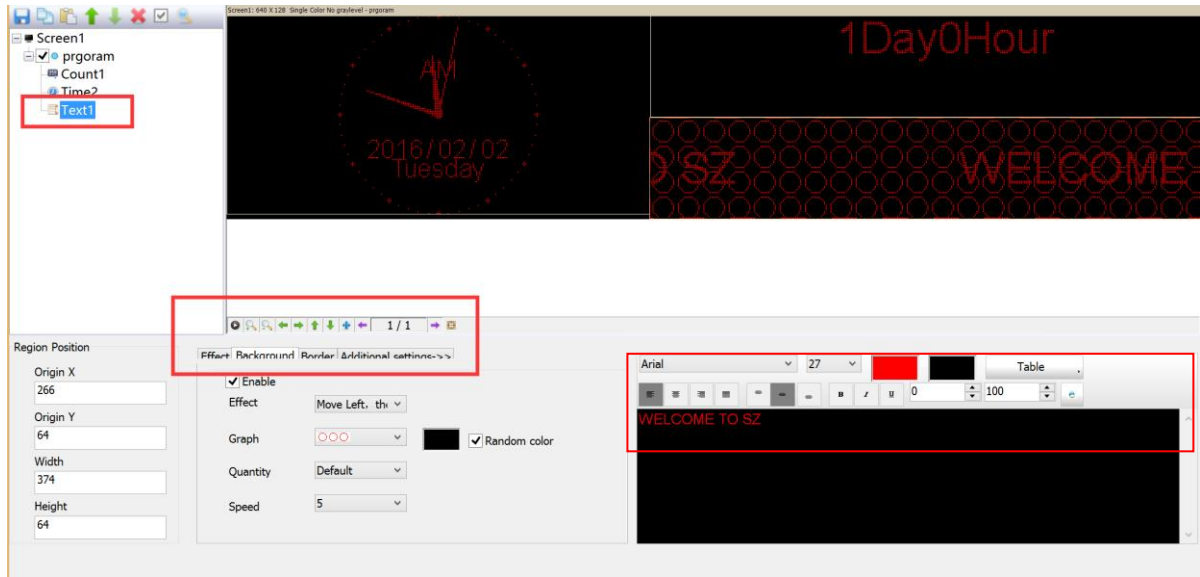 Screen1: 640 X 128 Single Color No graylevel - prgoram
Screen1
prgoram
Count1
Time2
Text1
AM
2016/02/02
Tuesday
1Day0Hour
O SZ
WELCOME
1 / 1
Region Position
Origin X
266
Origin Y
64
Width
374
Height
64
Effect Background Border Additional settings->>
Enable
Effect
Move Left, the
Graph
Random color
Quantity
Default
Speed
5
Arial
27
Table
B I U
0
100
WELCOME TO SZ